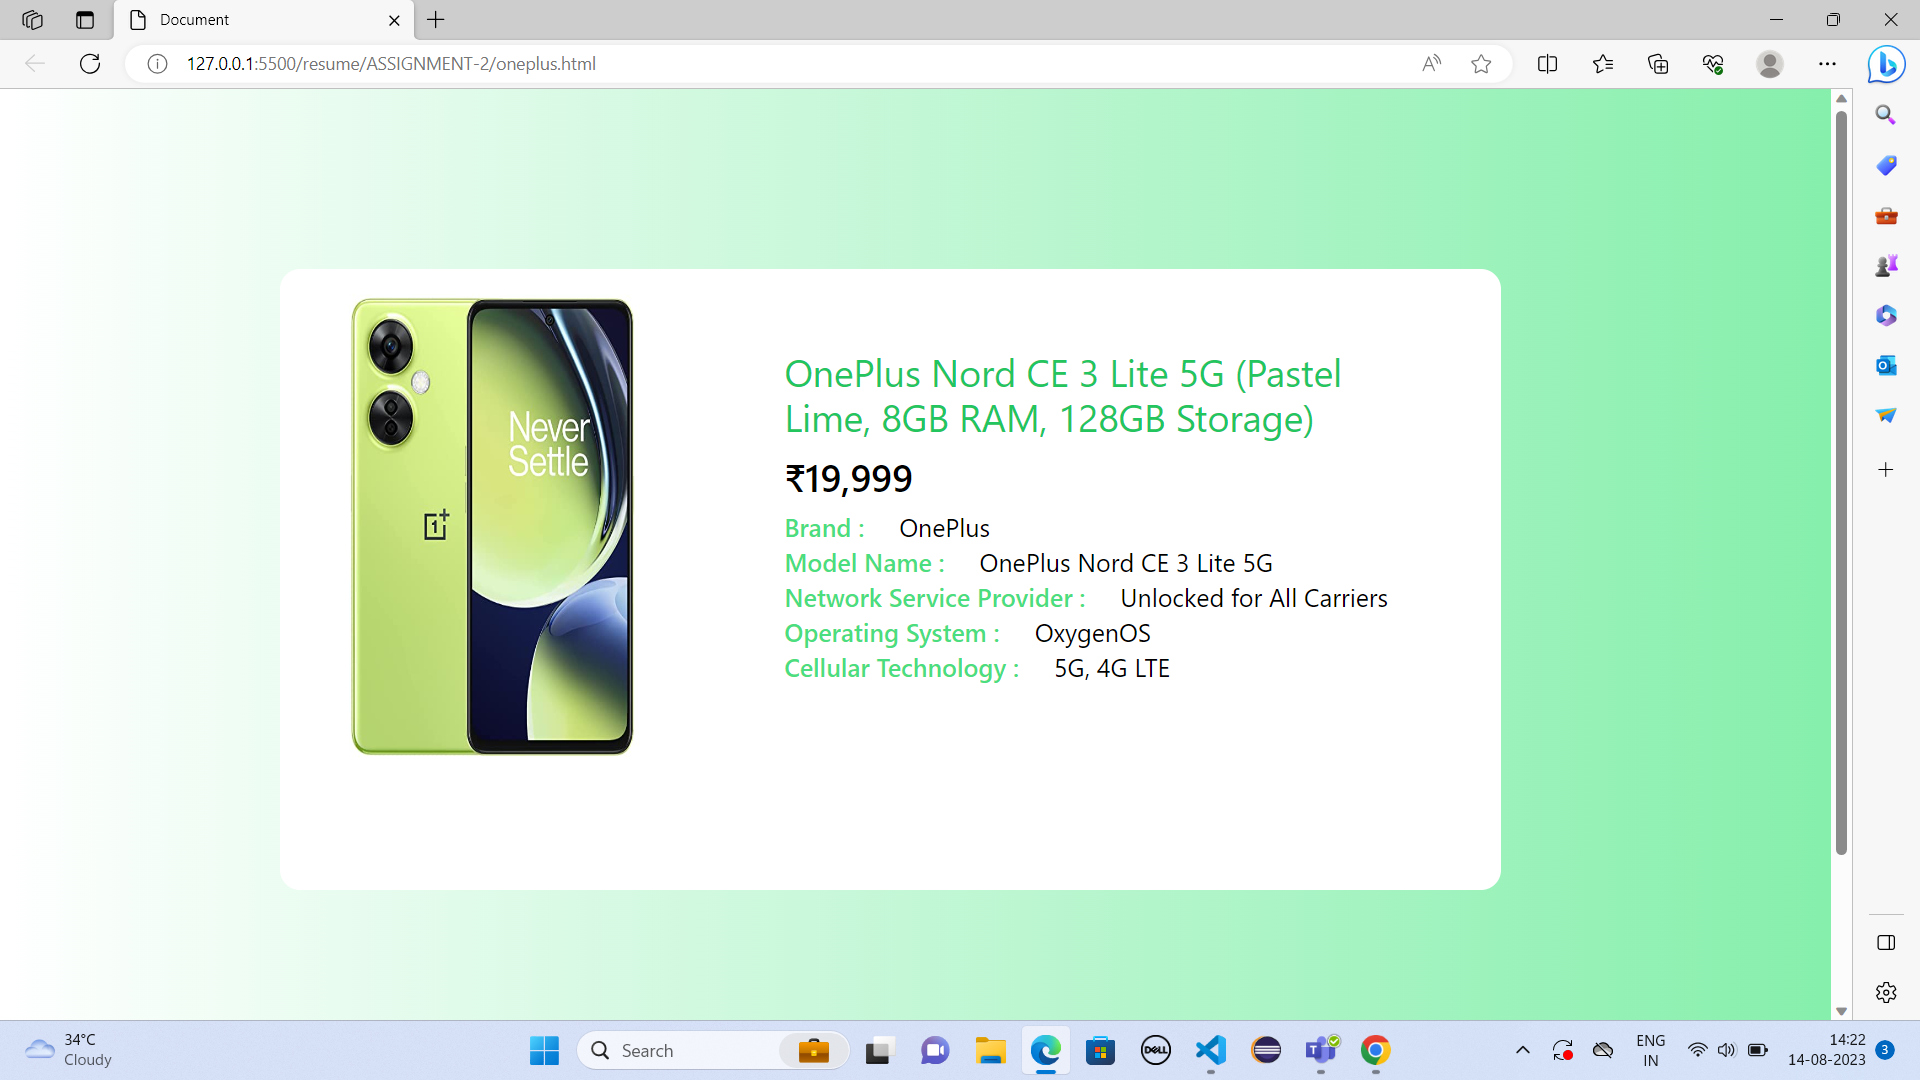 Document
127.0.0.1:5500/resume/ASSIGNMENT-2/oneplus.html
Never
Settle
OnePlus Nord CE 3 Lite 5G (Pastel
Lime, 8GB RAM, 128GB Storage)
₹19,999
Brand : OnePlus
Model Name : OnePlus Nord CE 3 Lite 5G
Network Service Provider : Unlocked for All Carriers
Operating System : OxygenOS
Cellular Technology : 5G, 4G LTE
34°C
Cloudy
Search
DELL
ENG
IN
14:22
14-08-2023
3